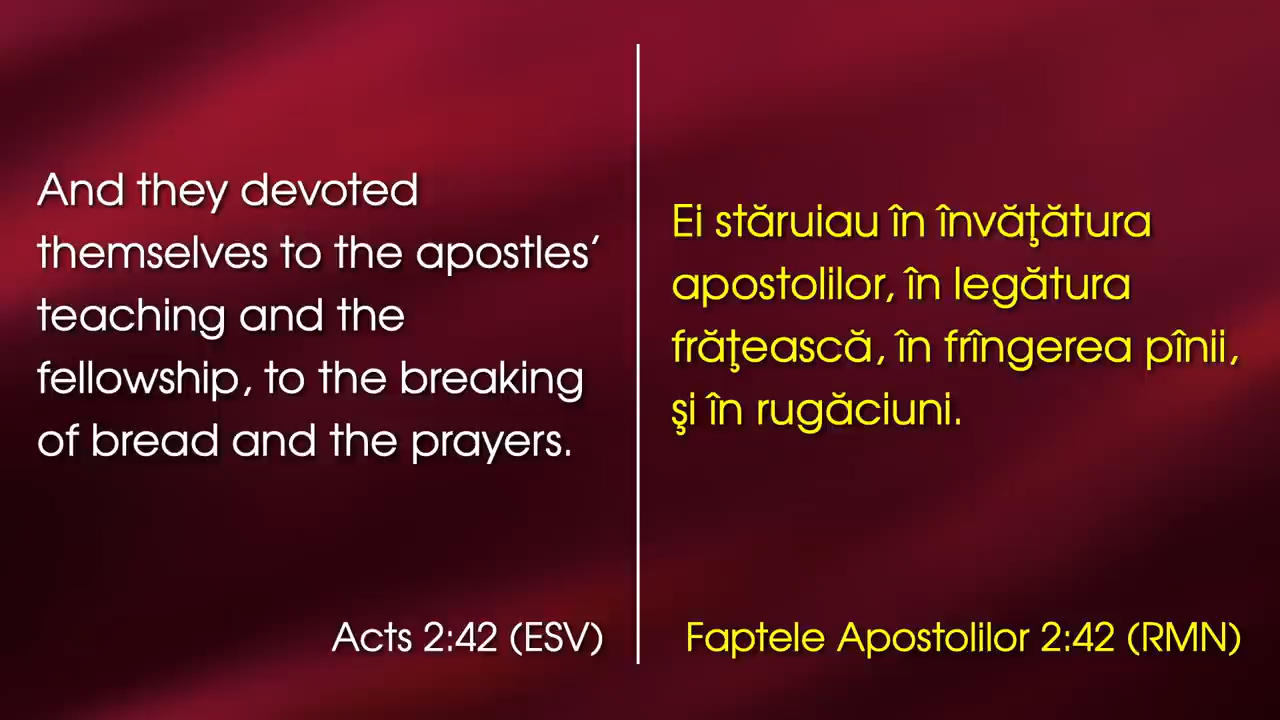 And they devoted
themselves to the apostles’
teaching and the
fellowship, to the breaking
of bread and the prayers.
Acts 2:42 (ESV)
Ei stăruiau în învăţătura
apostolilor, în legătura
frăţească, în frîngerea pînii,
şi în rugăciuni.
Faptele Apostolilor 2:42 (RMN)